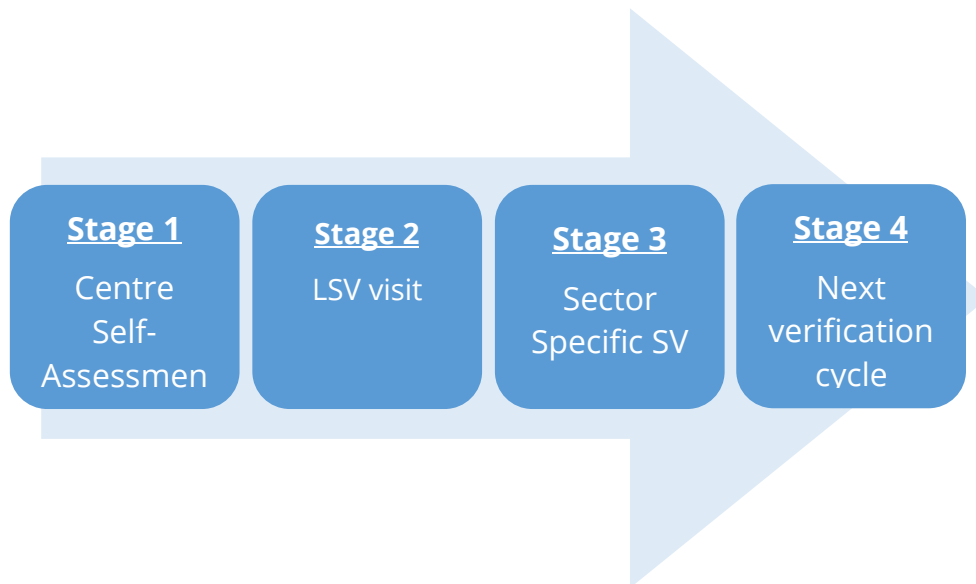 Stage 1
Centre
Self-
Assessmen
Stage 2
LSV visit
Stage 3
Sector
Specific SV
Stage 4
Next
verification
cycle